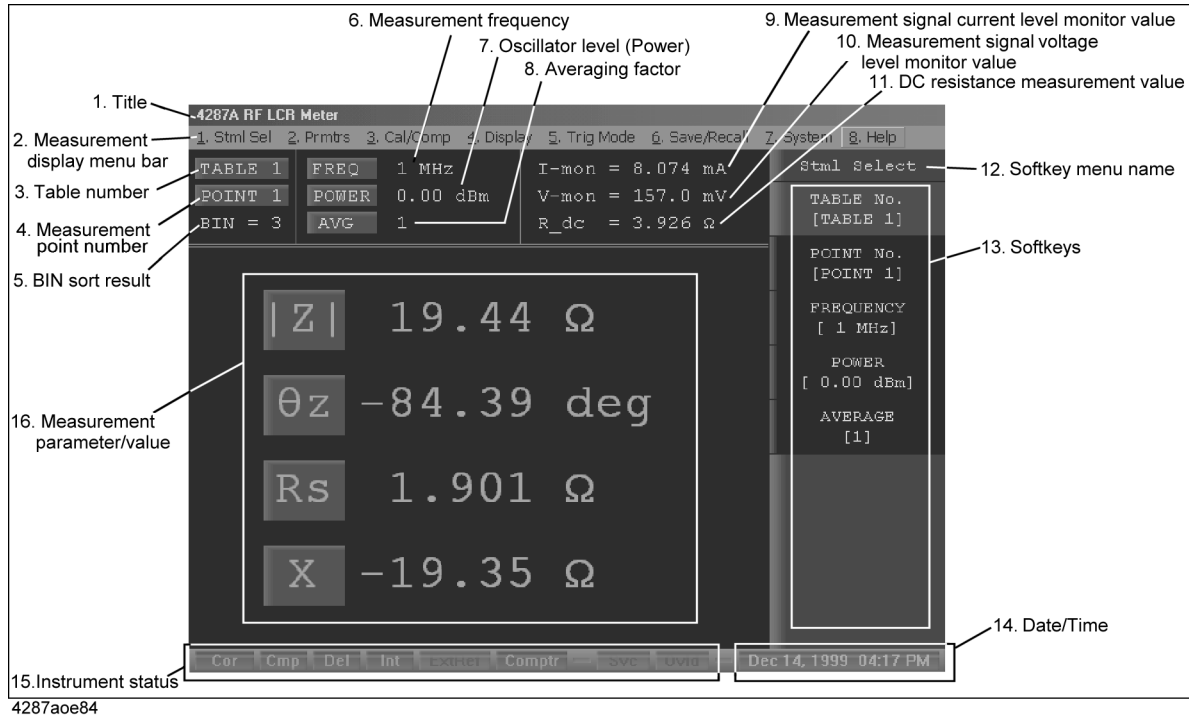 6. Measurement frequency
7. Oscillator level (Power)
8. Averaging factor
9. Measurement signal current level monitor value
10. Measurement signal voltage
level monitor value
11. DC resistance measurement value
1. Title
2. Measurement
display menu bar
3. Table number
4. Measurement
point number
5. BIN sort result
4287A RF LCR Meter
1. Stml Sel 2. Prmtrs 3. Cal/Comp 4. Display 5. Trig Mode 6. Save/Recall 7. System 8. Help
TABLE 1 FREQ 1 MHz I-mon = 8.074 mA
POINT 1 POWER 0.00 dBm V-mon = 157.0 mV
BIN = 3 AVG 1 R_dc = 3.926 Ω
Stml Select
12. Softkey menu name
TABLE No.
[TABLE 1]
POINT No.
[POINT 1]
13. Softkeys
FREQUENCY
[ 1 MHz]
POWER
[ 0.00 dBm]
AVERAGE
[1]
|Z| 19.44 Ω
θz -84.39 deg
Rs 1.901 Ω
X -19.35 Ω
16. Measurement
parameter/value
14. Date/Time
Cor Cmp Del Int ExtRef Comptr --- Svc Ovld Dec 14, 1999 04:17 PM
15.Instrument status
4287aoe84